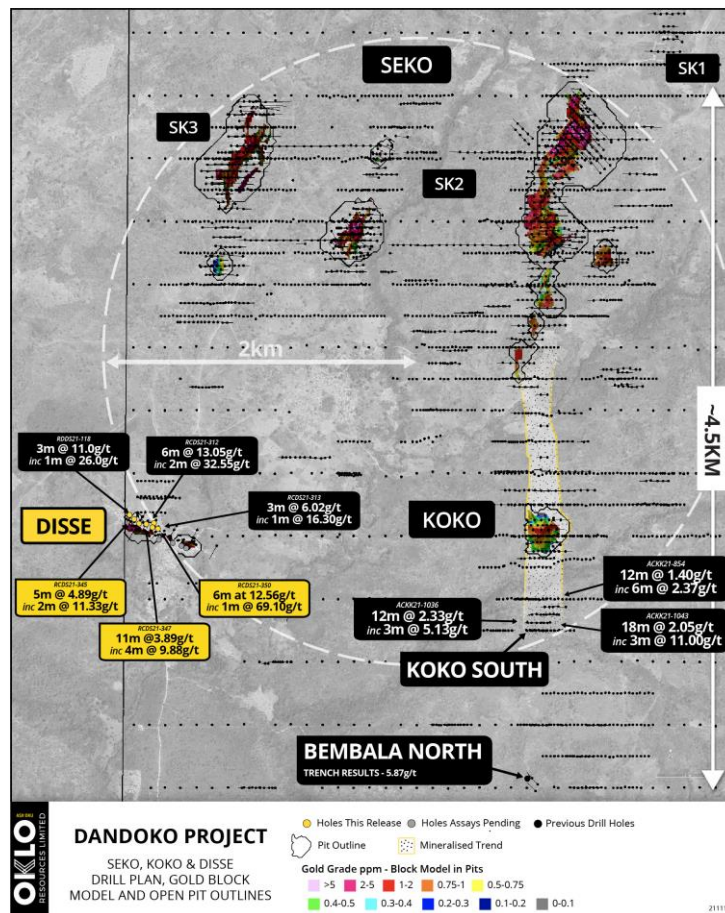 SEKO
SK1
SK3
SK2
2km
~4.5KM
RDDS21-118
3m @ 11.0g/t
inc 1m @ 26.0g/t
RCDS21-312
6m @ 13.05g/t
inc 2m @ 32.55g/t
RCDS21-313
3m @ 6.02g/t
inc 1m @ 16.30g/t
DISSE
KOKO
RCDS21-345
5m @ 4.89g/t
inc 2m @ 11.33g/t
RCDS21-350
6m at 12.56g/t
inc 1m @ 69.10g/t
RCDS21-347
11m @3.89g/t
inc 4m @ 9.88g/t
ACKK21-854
12m @ 1.40g/t
inc 6m @ 2.37g/t
ACKK21-1036
12m @ 2.33g/t
inc 3m @ 5.13g/t
ACKK21-1043
18m @ 2.05g/t
inc 3m @ 11.00g/t
KOKO SOUTH
BEMBALA NORTH
TRENCH RESULTS - 5.87g/t
OKLO
RESOURCES LIMITED
DANDOKO PROJECT
SEKO, KOKO & DISSE
DRILL PLAN, GOLD BLOCK
MODEL AND OPEN PIT OUTLINES
Holes This Release
Holes Assays Pending
Previous Drill Holes
Pit Outline
Mineralised Trend
Gold Grade ppm - Block Model in Pits
>5 2-5 1-2 0.75-1 0.5-0.75
0.4-0.5 0.3-0.4 0.2-0.3 0.1-0.2 0-0.1